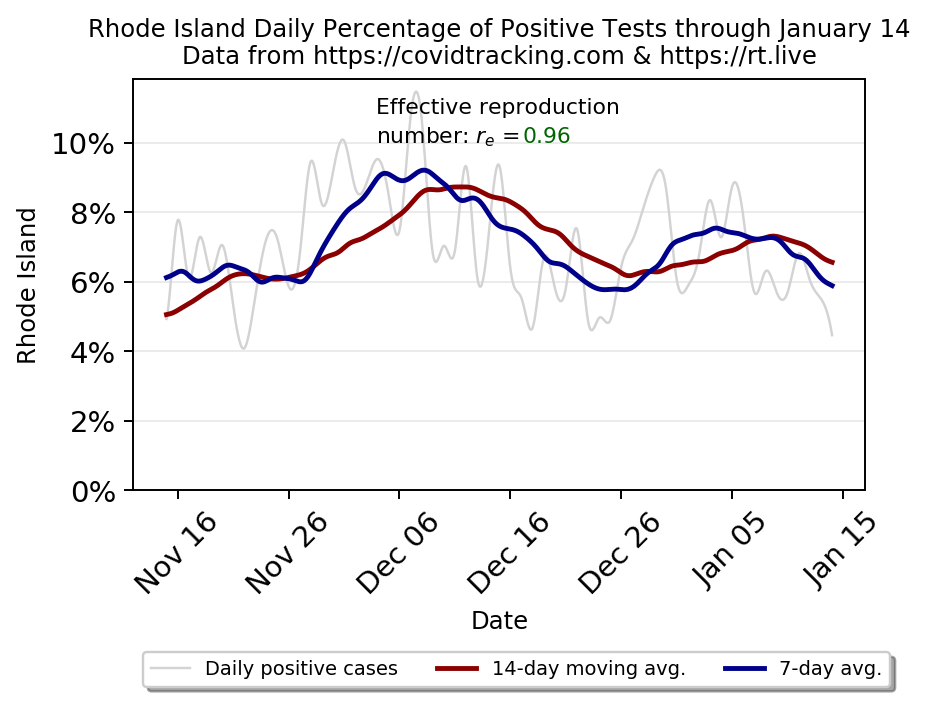 Rhode Island Daily Percentage of Positive Tests through January 14
Data from https://covidtracking.com & https://rt.live
Effective reproduction
number: rₑ =0.96
10%
8%
6%
4%
2%
0%
Rhode Island
Nov 16
Nov 26
Dec 06
Dec 16
Dec 26
Jan 05
Jan 15
Date
Daily positive cases
14-day moving avg.
7-day avg.